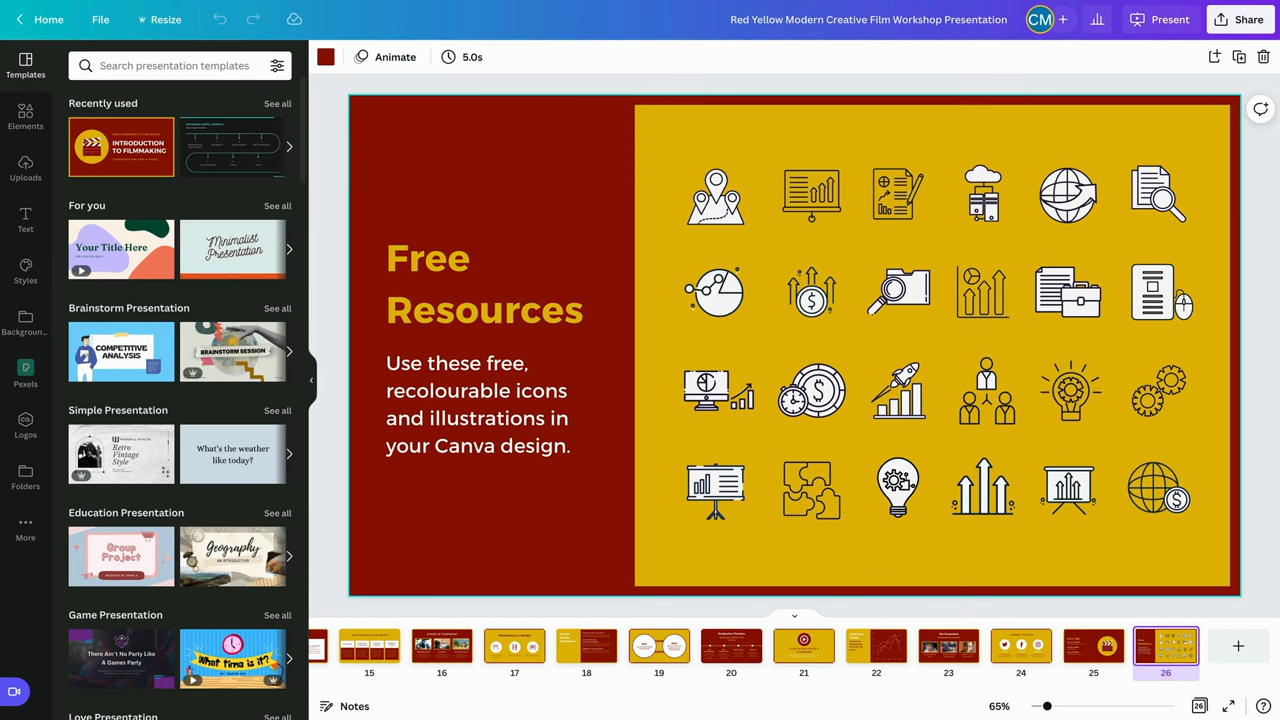 Home
File
Resize
Red Yellow Modern Creative Film Workshop Presentation
CM
Present
Share
Templates
Elements
Uploads
Text
Styles
Backgroun...
Pexels
Logos
Folders
More
Search presentation templates
Recently used
See all
INTRODUCTION
TO FILMMAKING
For you
See all
Your Title Here
Minimalist
Presentation
Brainstorm Presentation
See all
COMPETITIVE
ANALYSIS
BRAINSTORM SESSION
Simple Presentation
See all
Retro
Vintage
Style
What's the weather
like today?
Education Presentation
See all
Group
Project
Geography
AN INTRODUCTION
Game Presentation
See all
There Ain't No Party Like
A Games Party
What time is it?
Love Presentation
Animate
5.0s
Free
Resources
Use these free,
recolourable icons
and illustrations in
your Canva design.
$
$
$
15
16
17
18
19
Production Timeline
20
21
22
23
24
25
26
Notes
65%
26